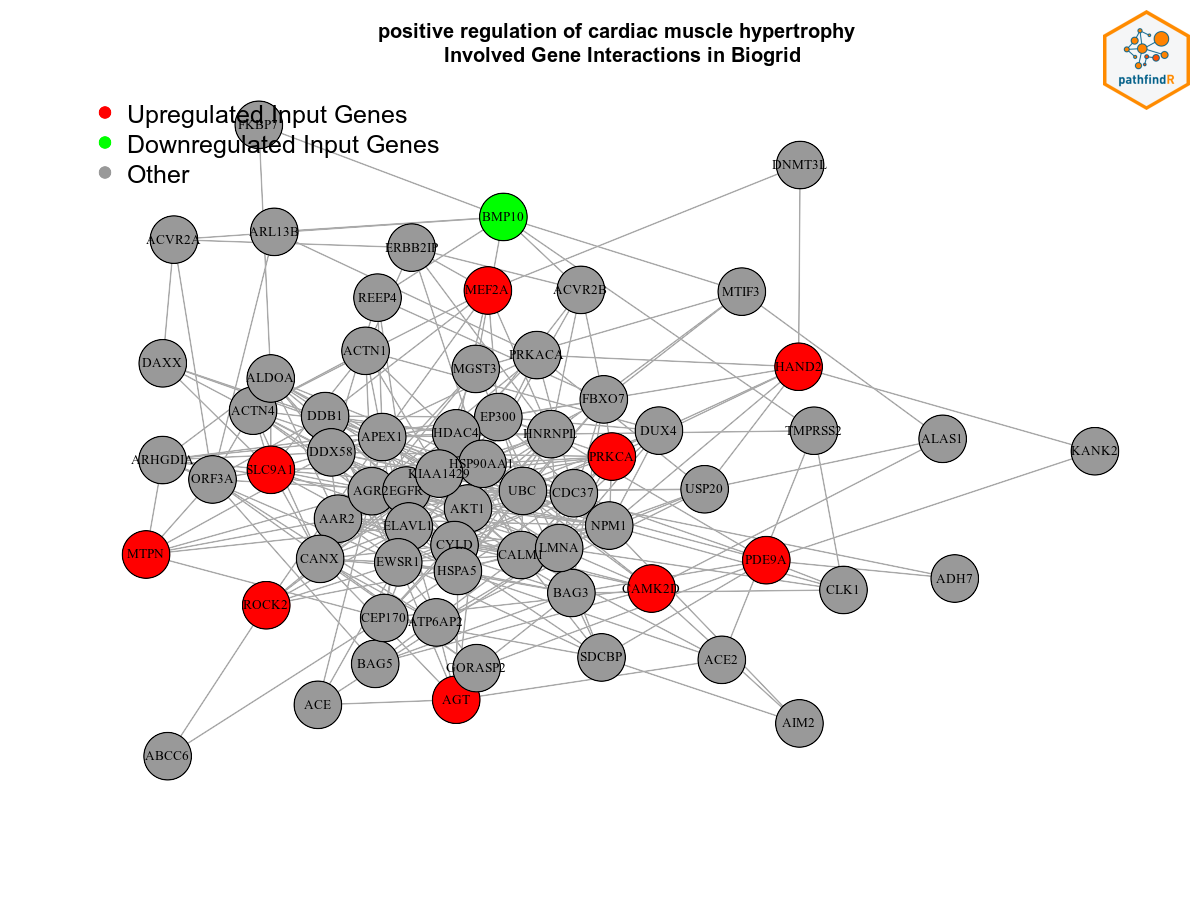 positive regulation of cardiac muscle hypertrophy
Involved Gene Interactions in Biogrid
pathfindR
Upregulated Input Genes
FKBP7
Downregulated Input Genes
Other
DNMT3L
BMP10
ACVR2A
ARL13B
ERBB2IP
MEF2A
ACVR2B
MTIF3
REEP4
ACTN1
PRKACA
DAXX
MGST3
HAND2
ALDOA
FBXO7
ACTN4
DDB1
EP300
DUX4
TMPRSS2
HDAC4
HNRNPL
APEX1
ALAS1
DDX58
KANK2
ARHGDIA
PRKCA
HSP90AA1
SLC9A1
KIAA1429
ORF3A
AGR2
EGFR
UBC
CDC37
USP20
AKT1
AAR2
ELAVL1
NPM1
CYLD
LMNA
MTPN
CALM1
CANX
EWSR1
PDE9A
HSPA5
ADH7
CAMK2D
CLK1
BAG3
ROCK2
CEP170
ATP6AP2
SDCBP
ACE2
BAG5
GORASP2
AGT
ACE
AIM2
ABCC6